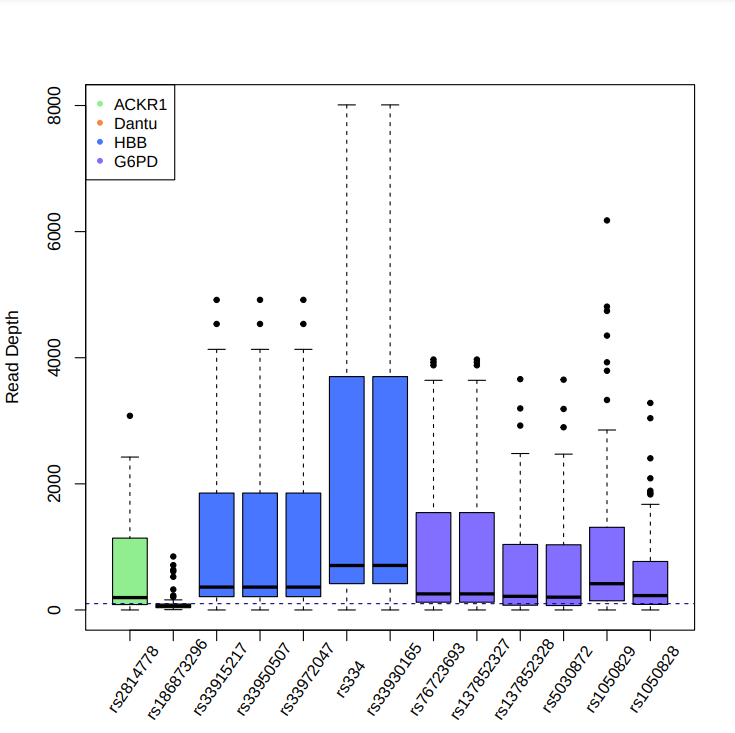 ACKR1
Dantu
HBB
G6PD
Read Depth
8000
6000
4000
2000
0
rs2814778
rs186873296
rs33915217
rs33950507
rs33972047
rs334
rs33930165
rs76723693
rs137852327
rs137852328
rs5030872
rs1050829
rs1050828